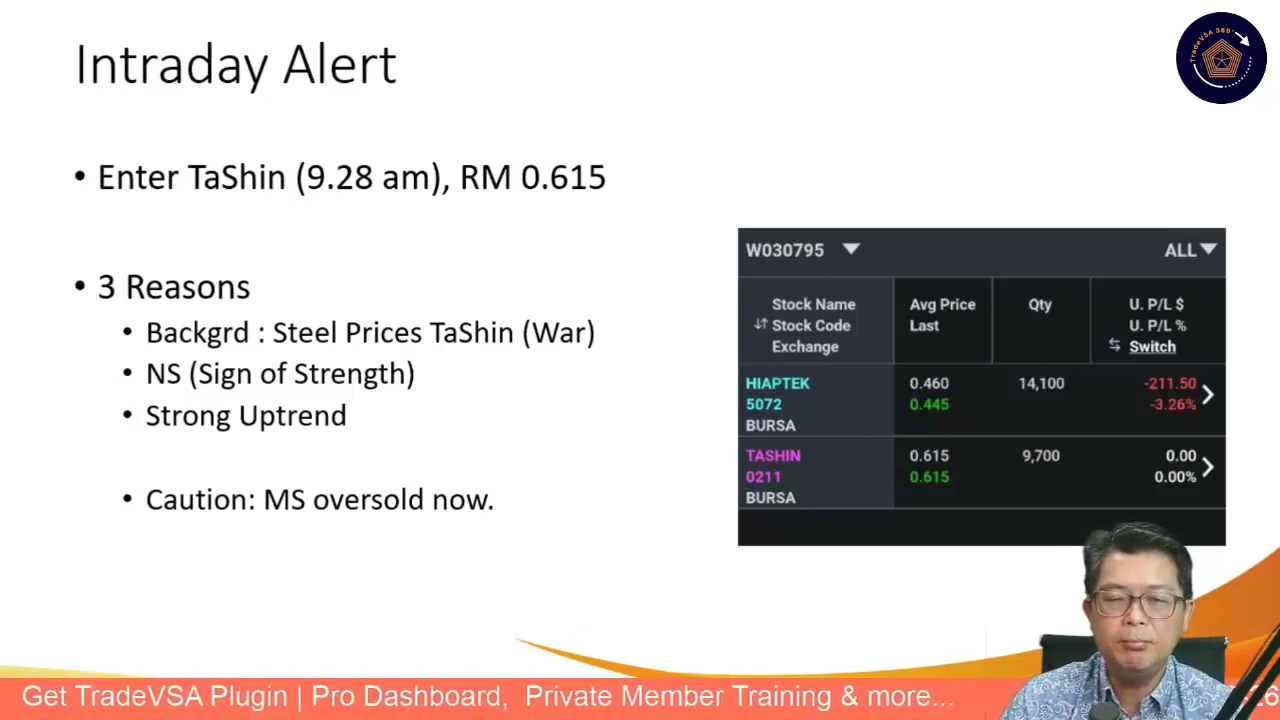 Intraday Alert
TradeVSA 360°
• Enter TaShin (9.28 am), RM 0.615
• 3 Reasons
• Backgrd : Steel Prices TaShin (War)
• NS (Sign of Strength)
• Strong Uptrend
• Caution: MS oversold now.
W030795 ALL
Stock Name Avg Price Qty U. P/L $
Stock Code Last U. P/L %
Exchange Switch
HIAPTEK 0.460 14,100 -211.50
5072 0.445 -3.26%
BURSA
TASHIN 0.615 9,700 0.00
0211 0.615 0.00%
BURSA
Get TradeVSA Plugin | Pro Dashboard, Private Member Training & more...